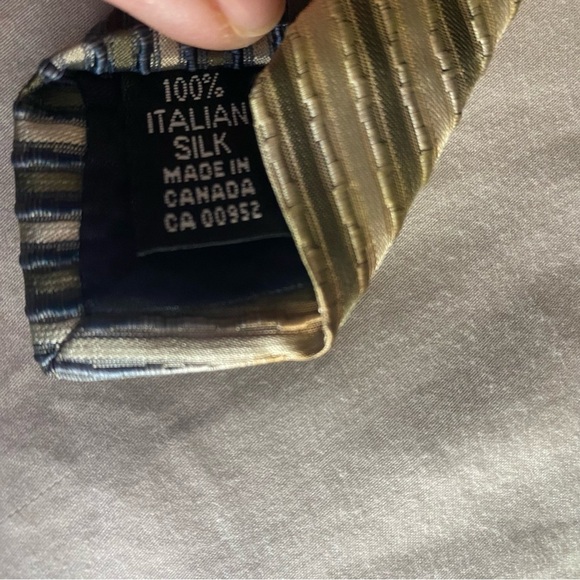 100%
ITALIAN
SILK
MADE IN
CANADA
CA 00952